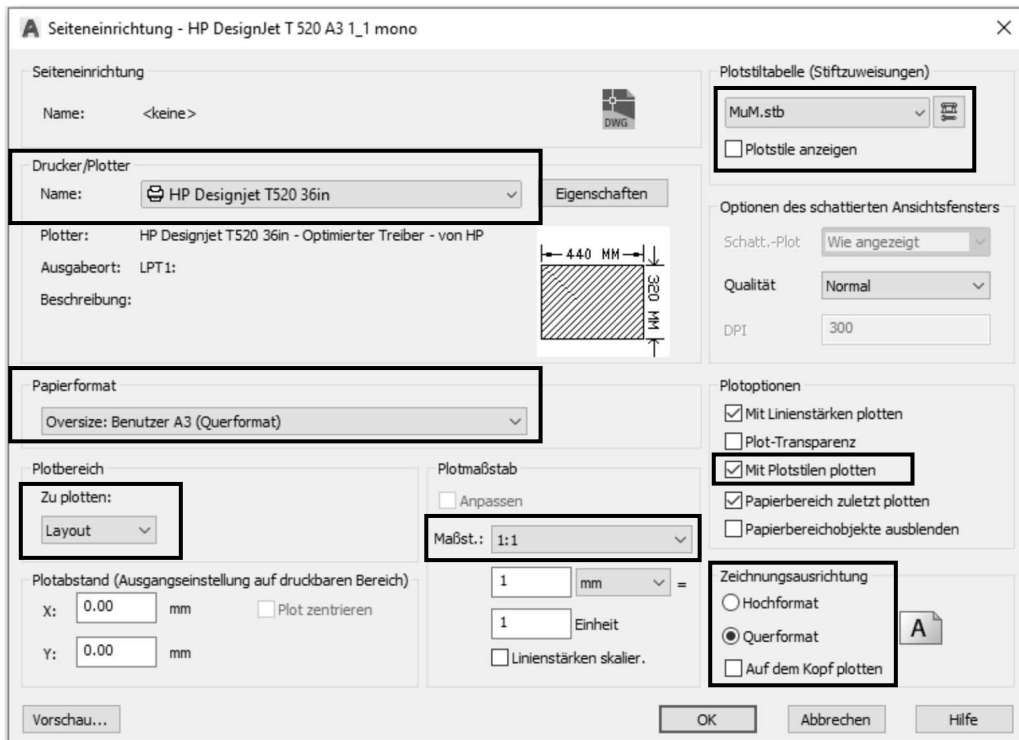 Seiteneinrichtung - HP DesignJet T 520 A3 1_1 mono
Seiteneinrichtung
Name: <keine>
DWG
Drucker/Plotter
Name: HP Designjet T520 36in
Eigenschaften
Plotter: HP Designjet T520 36in - Optimierter Treiber - von HP
Ausgabeort: LPT1:
Beschreibung:
440 MM
320 MM
Papierformat
Oversize: Benutzer A3 (Querformat)
Plotbereich
Zu plotten:
Layout
Plotabstand (Ausgangseinstellung auf druckbaren Bereich)
X: 0.00 mm
Plot zentrieren
Y: 0.00 mm
Plotmaßstab
Anpassen
Maßst.: 1:1
1 mm =
1 Einheit
Linienstärken skalier.
Plotstiltabelle (Stiftzuweisungen)
MuM.stb
Plotstile anzeigen
Optionen des schattierten Ansichtsfensters
Schatt.-Plot Wie angezeigt
Qualität Normal
DPI 300
Plotoptionen
Mit Linienstärken plotten
Plot-Transparenz
Mit Plotstilen plotten
Papierbereich zuletzt plotten
Papierbereichobjekte ausblenden
Zeichnungsausrichtung
Hochformat
Querformat
A
Auf dem Kopf plotten
Vorschau...
OK
Abbrechen
Hilfe